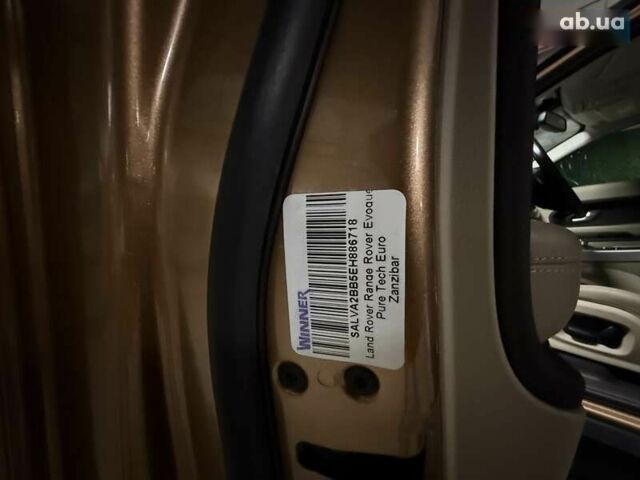 ab.ua
WINNER
SALVA2BB5EH886718
Land Rover Range Rover Evoque
Pure Tech Euro
Zanzibar